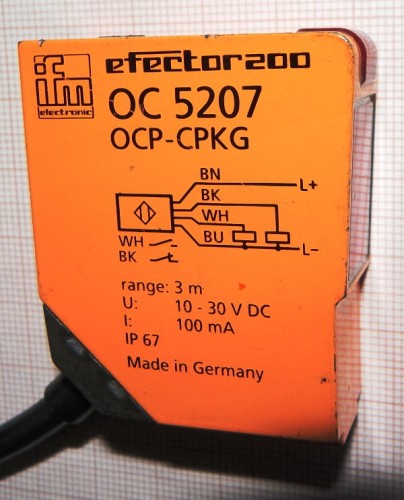 ifm
electronic
efector200
OC 5207
OCP-CPKG
BN
BK
WH
BU
L+
L-
WH
BK
range: 3 m
U: 10 - 30 V DC
I: 100 mA
IP 67
Made in Germany